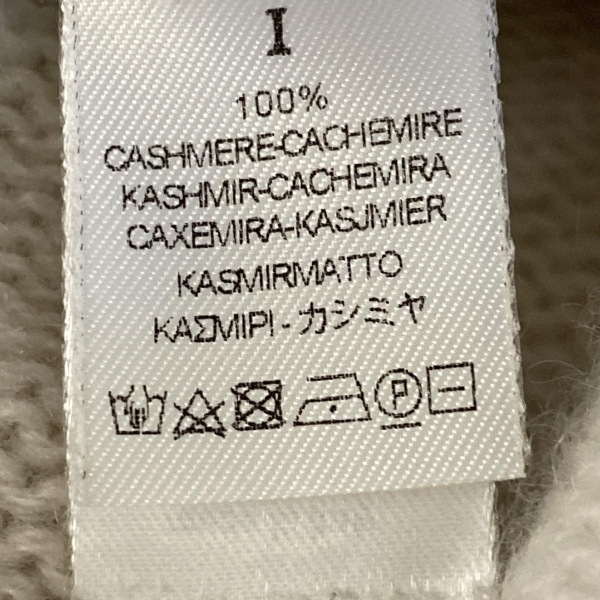 I
100%
CASHMERE-CACHEMIRE
KASHMIR-CACHEMIRA
CAXEMIRA-KASJMIER
KASMIRMATTO
ΚΑΣΜΙΡΙ - カシミヤ
P